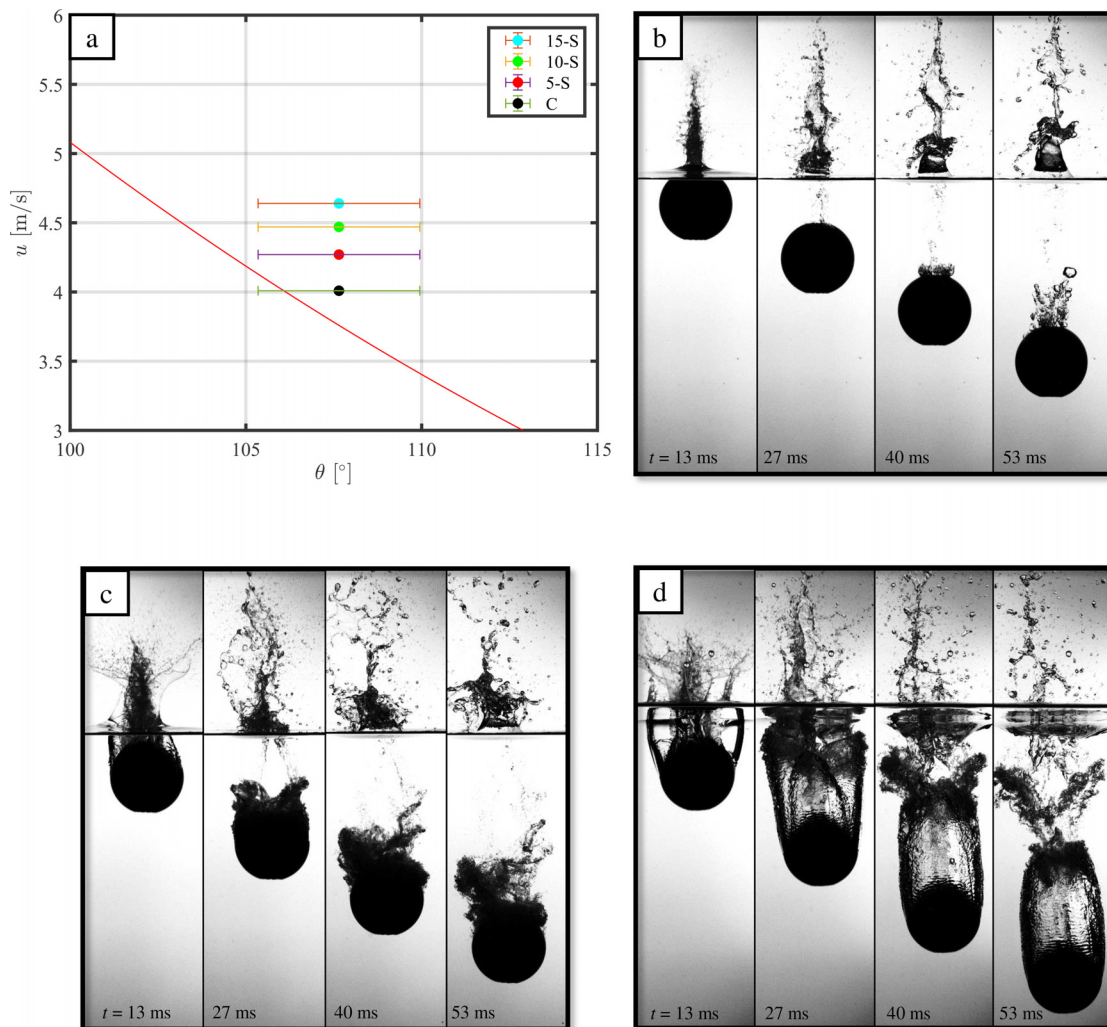 a
6
5.5
5
4.5
4
3.5
3
u [m/s]
100
105
110
115
θ [°]
15-S
10-S
5-S
C
b
t = 13 ms
27 ms
40 ms
53 ms
c
t = 13 ms
27 ms
40 ms
53 ms
d
t = 13 ms
27 ms
40 ms
53 ms